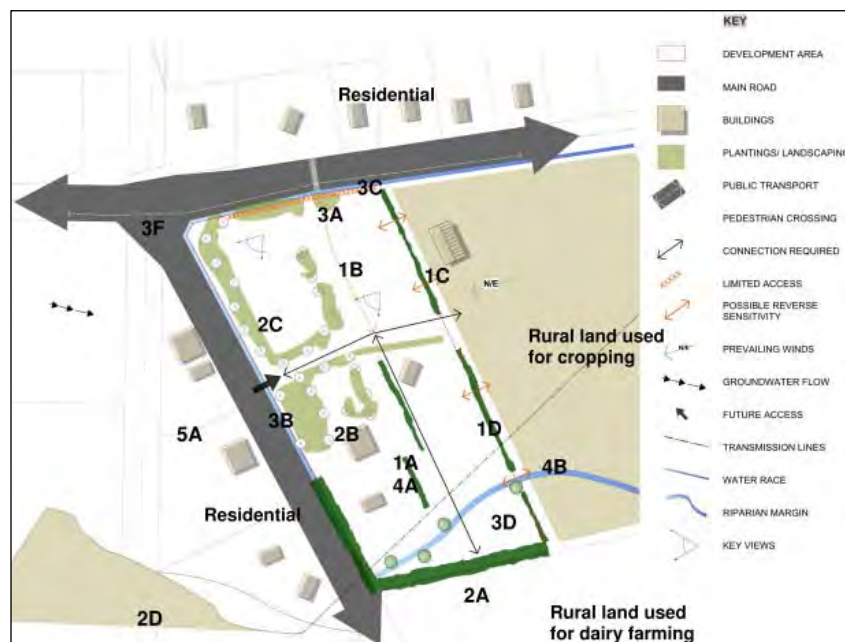 KEY
DEVELOPMENT AREA
MAIN ROAD
BUILDINGS
PLANTINGS/ LANDSCAPING
PUBLIC TRANSPORT
PEDESTRIAN CROSSING
CONNECTION REQUIRED
LIMITED ACCESS
POSSIBLE REVERSE
SENSITIVITY
PREVAILING WINDS
GROUNDWATER FLOW
FUTURE ACCESS
TRANSMISSION LINES
WATER RACE
RIPARIAN MARGIN
KEY VIEWS
Residential
3C
3A
3F
1B
1C
N/E
N/E
2C
Rural land used
for cropping
3B
2B
5A
1D
1A
4A
4B
Residential
3D
2A
2D
Rural land used
for dairy farming